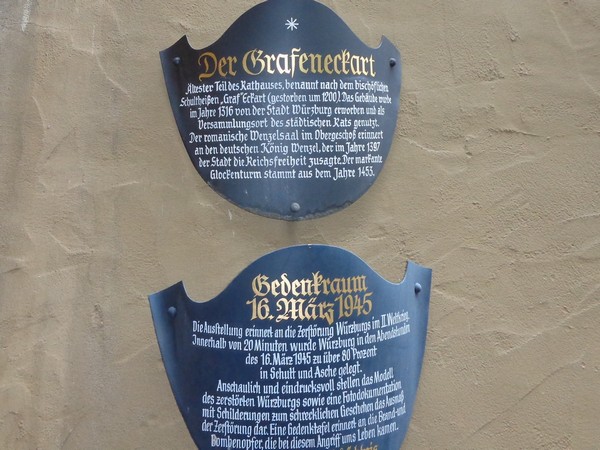 Der Grafeneckart
Ältester Teil des Rathauses, benannt nach dem bischöflichen
Schultheißen „Graf" Eckart (gestorben um 1200). Das Gebäude wurde
im Jahre 1316 von der Stadt Würzburg erworben und als
Versammlungsort des städtischen Rats genutzt.
Der romanische Wenzelsaal im Obergeschoß erinnert
an den deutschen König Wenzel, der im Jahre 1397
der Stadt die Reichsfreiheit zusagte. Der markante
Glockenturm stammt aus dem Jahre 1453.
Gedenkraum
16. März 1945
Die Ausstellung erinnert an die Zerstörung Würzburgs im II. Weltkrieg.
Innerhalb von 20 Minuten wurde Würzburg in den Abendstunden
des 16. März 1945 zu über 80 Prozent
in Schutt und Asche gelegt.
Anschaulich und eindrucksvoll stellen das Modell
des zerstörten Würzburgs sowie eine Fotodokumentation
mit Schilderungen zum schrecklichen Geschehen das Ausmaß
der Zerstörung dar. Eine Gedenktafel erinnert an die Brand- und
Bombenopfer, die bei diesem Angriff ums Leben kamen.